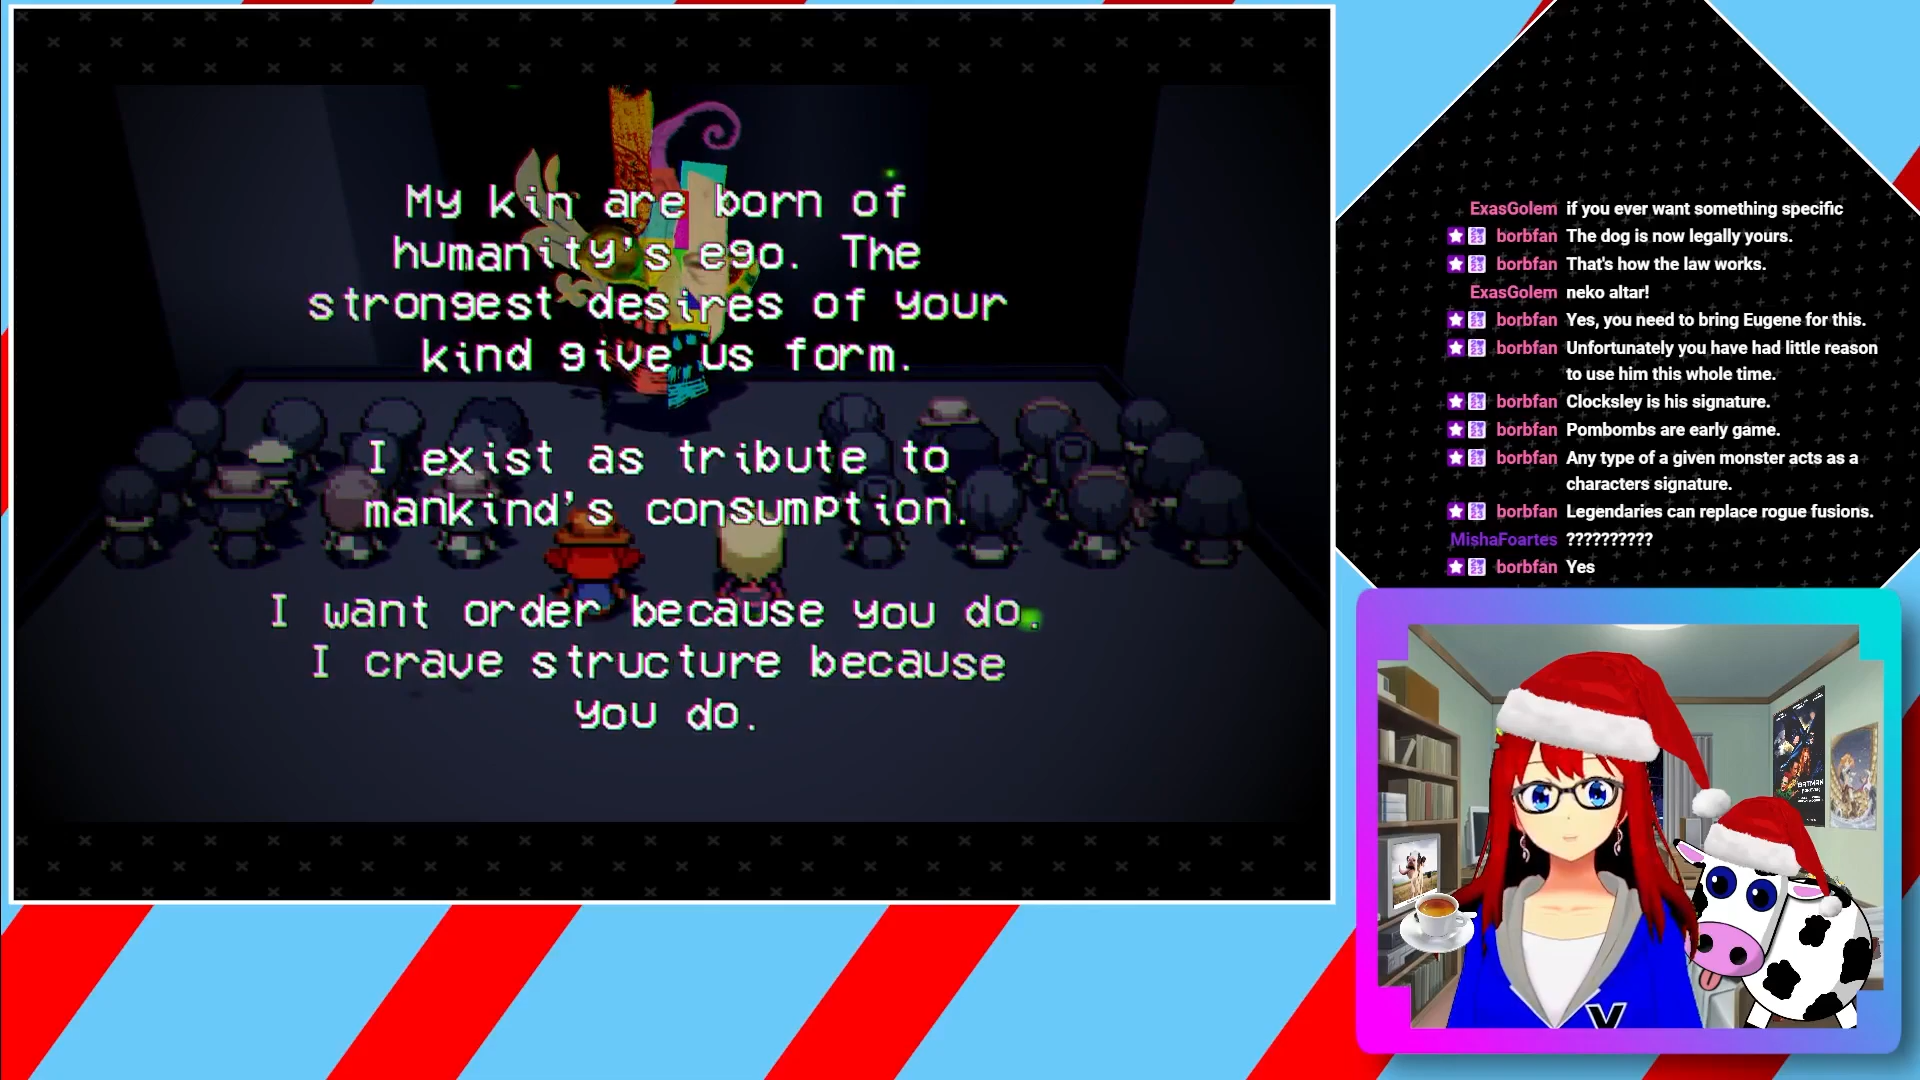 My kin are born of
humanity's ego. The
strongest desires of your
kind give us form.
I exist as tribute to
mankind's consumption.
I want order because you do.
I crave structure because
you do.
ExasGolem if you ever want something specific
borbfan The dog is now legally yours.
borbfan That's how the law works.
ExasGolem neko altar!
borbfan Yes, you need to bring Eugene for this.
borbfan Unfortunately you have had little reason
to use him this whole time.
borbfan Clocksley is his signature.
borbfan Pombombs are early game.
borbfan Any type of a given monster acts as a
characters signature.
borbfan Legendaries can replace rogue fusions.
MishaFoartes ??????????
borbfan Yes
BATMAN
V